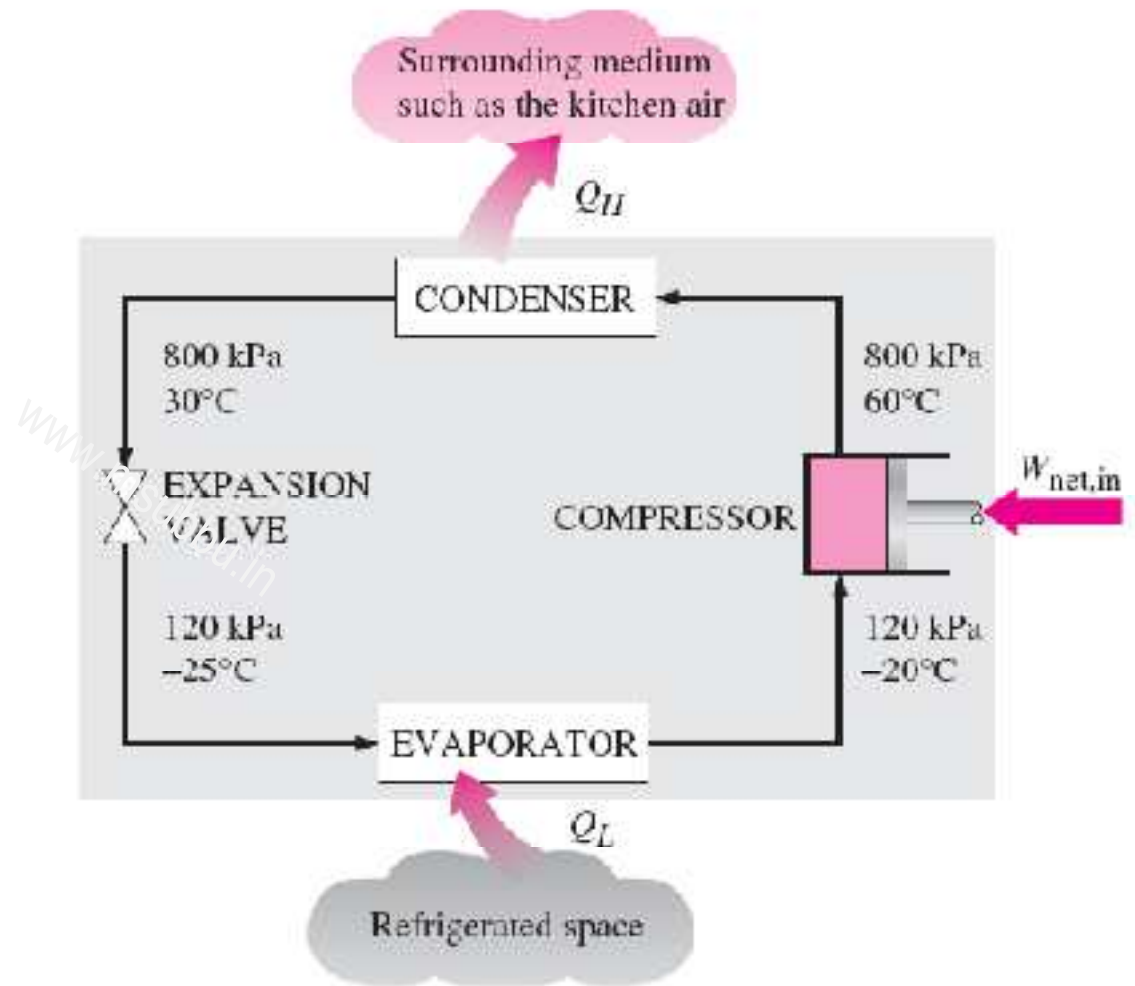 Surrounding medium
such as the kitchen air
Q_H
CONDENSER
800 kPa
30°C
800 kPa
60°C
EXPANSION
VALVE
COMPRESSOR
W_net,in
120 kPa
–25°C
120 kPa
–20°C
EVAPORATOR
Q_L
Refrigerated space